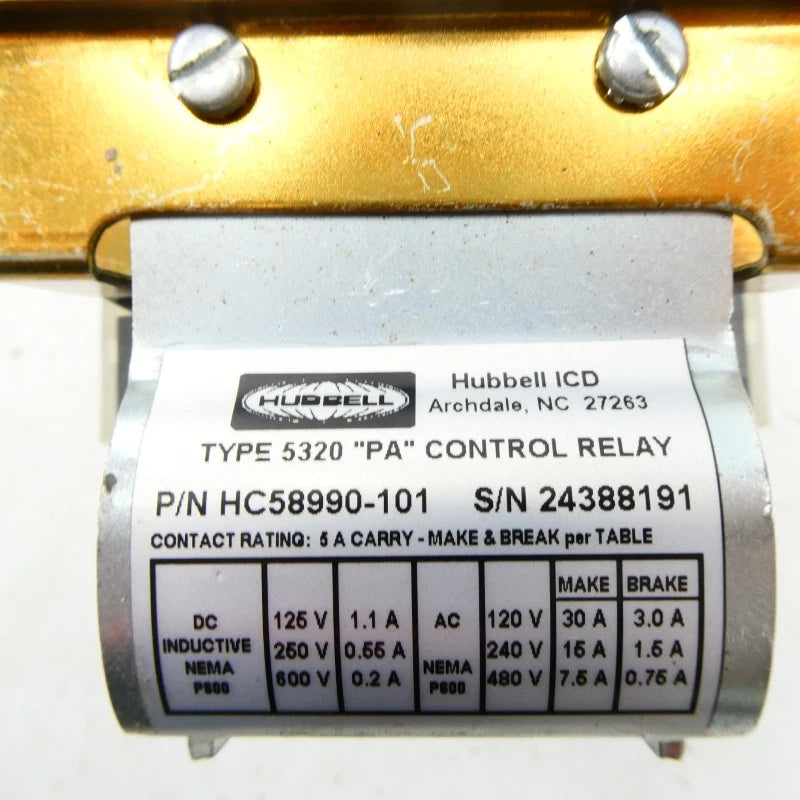 HUBBELL
Hubbell ICD
Archdale, NC 27263
TYPE 5320 "PA" CONTROL RELAY
P/N HC58990-101 S/N 24388191
CONTACT RATING: 5 A CARRY - MAKE & BREAK per TABLE
MAKE BRAKE
DC 125 V 1.1 A AC 120 V 30 A 3.0 A
INDUCTIVE 250 V 0.55 A 240 V 15 A 1.5 A
NEMA 600 V 0.2 A NEMA 480 V 7.5 A 0.75 A
P600 P600